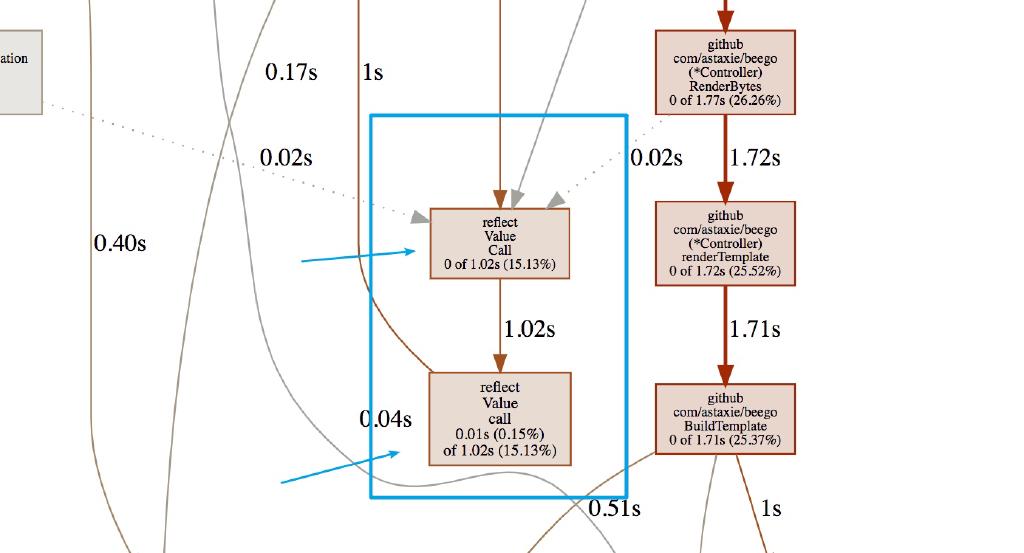 ation
0.17s
1s
0.02s
0.40s
reflect
Value
Call
0 of 1.02s (15.13%)
1.02s
reflect
Value
call
0.01s (0.15%)
of 1.02s (15.13%)
0.04s
0.02s
0.51s
github
com/astaxie/beego
(*Controller)
RenderBytes
0 of 1.77s (26.26%)
1.72s
github
com/astaxie/beego
(*Controller)
renderTemplate
0 of 1.72s (25.52%)
1.71s
github
com/astaxie/beego
BuildTemplate
0 of 1.71s (25.37%)
1s